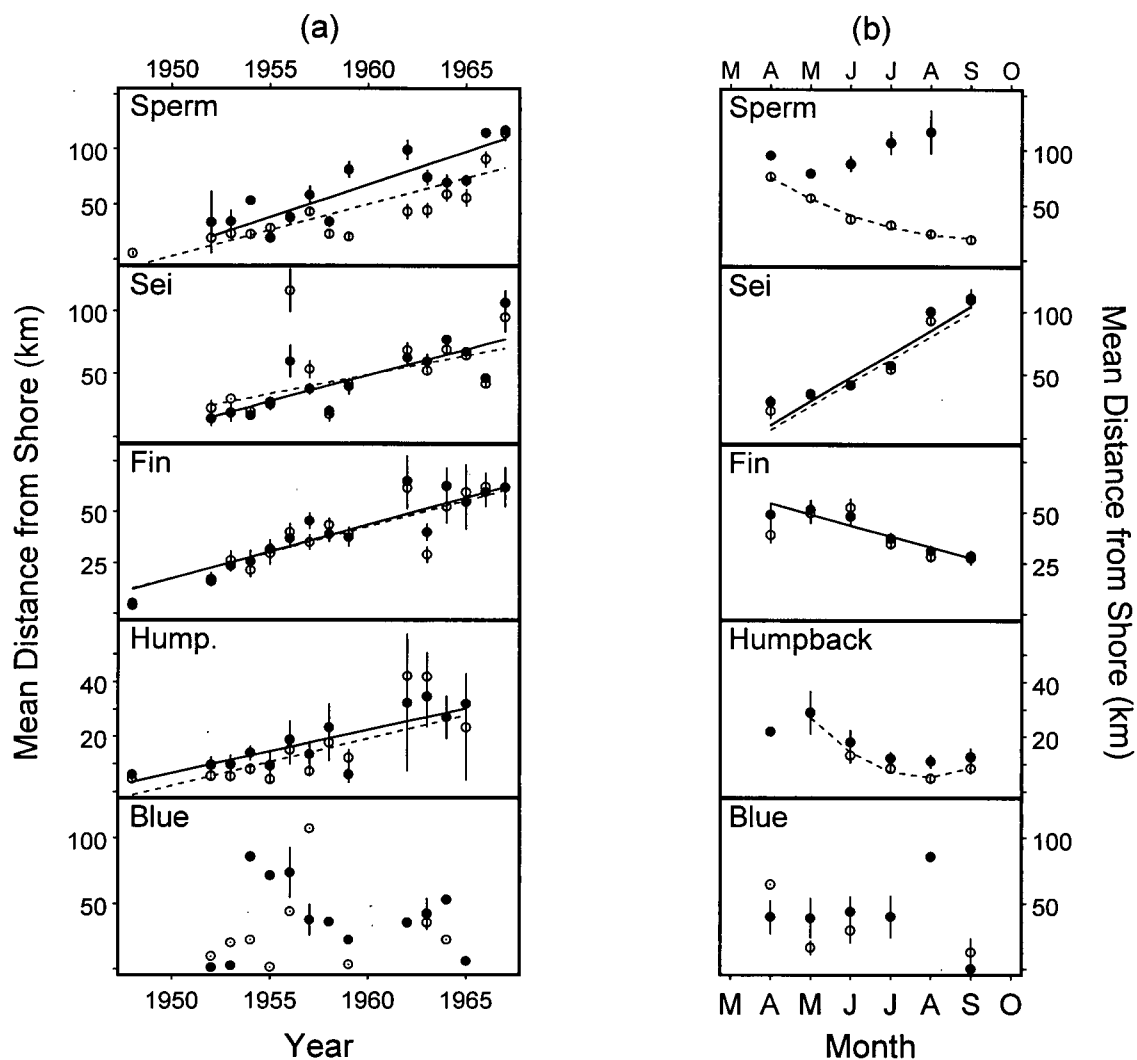 (a)
1950 1955 1960 1965
Sperm
100
50
Sei
100
50
Fin
50
25
Hump.
40
20
Blue
100
50
1950 1955 1960 1965
Year
Mean Distance from Shore (km)
(b)
M A M J J A S O
Sperm
100
50
Sei
100
50
Fin
50
25
Humpback
40
20
Blue
100
50
M A M J J A S O
Month
Mean Distance from Shore (km)